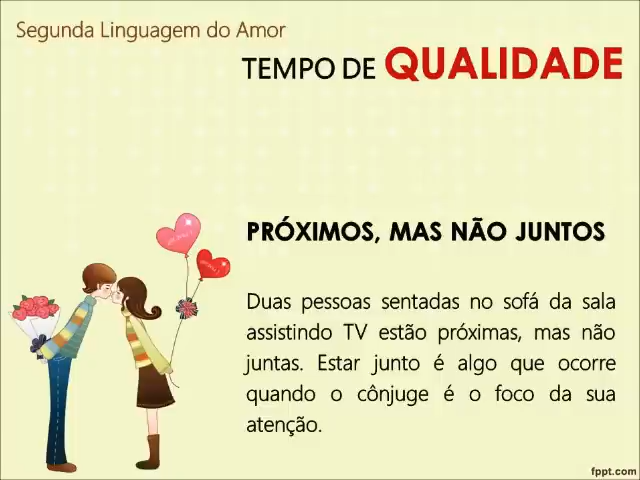 Segunda Linguagem do Amor
TEMPO DE QUALIDADE
PRÓXIMOS, MAS NÃO JUNTOS
Duas pessoas sentadas no sofá da sala
assistindo TV estão próximas, mas não
juntas. Estar junto é algo que ocorre
quando o cônjuge é o foco da sua
atenção.
fppt.com